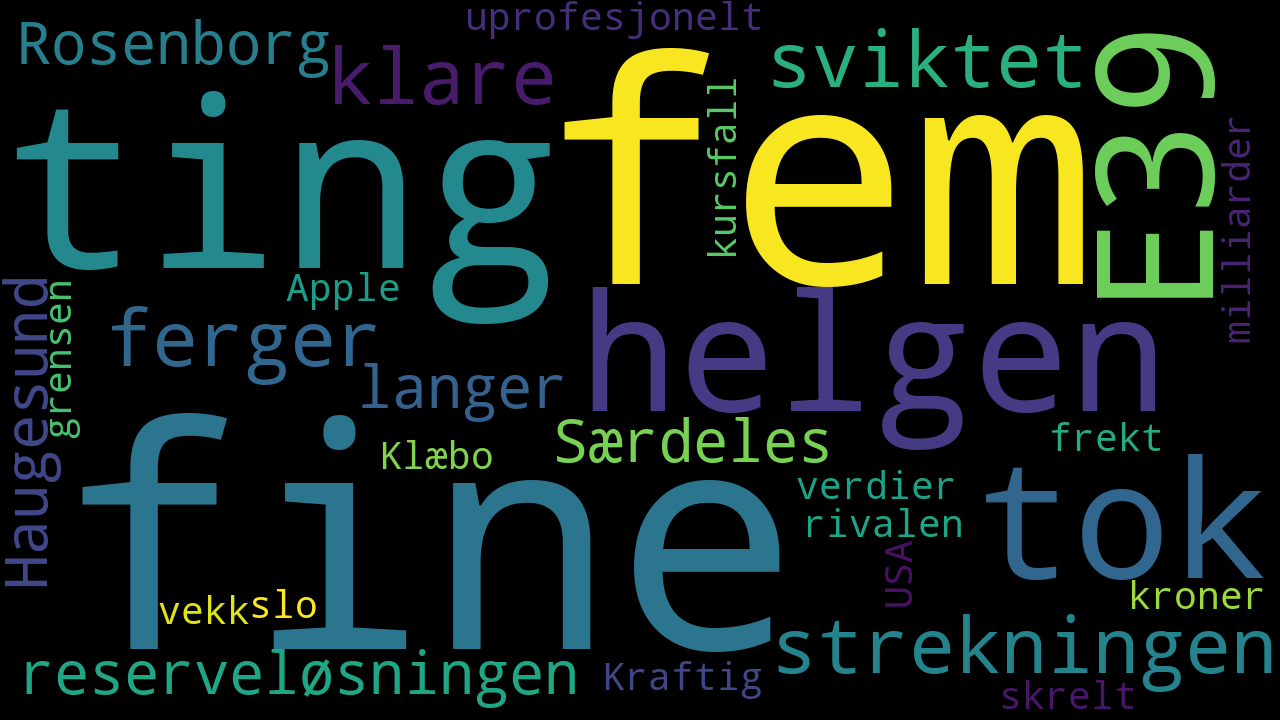 uprofesjonelt
Rosenborg
klare
sviktet
E39
ting
fem
kursfall
milliarder
Apple
Haugesund
grensen
ferger
helgen
langer
Særdeles
frekt
Klæbo
fine
verdier
tok
rivalen
USA
vekk
slo
kroner
strekningen
reserveløsningen
Kraftig
skrelt